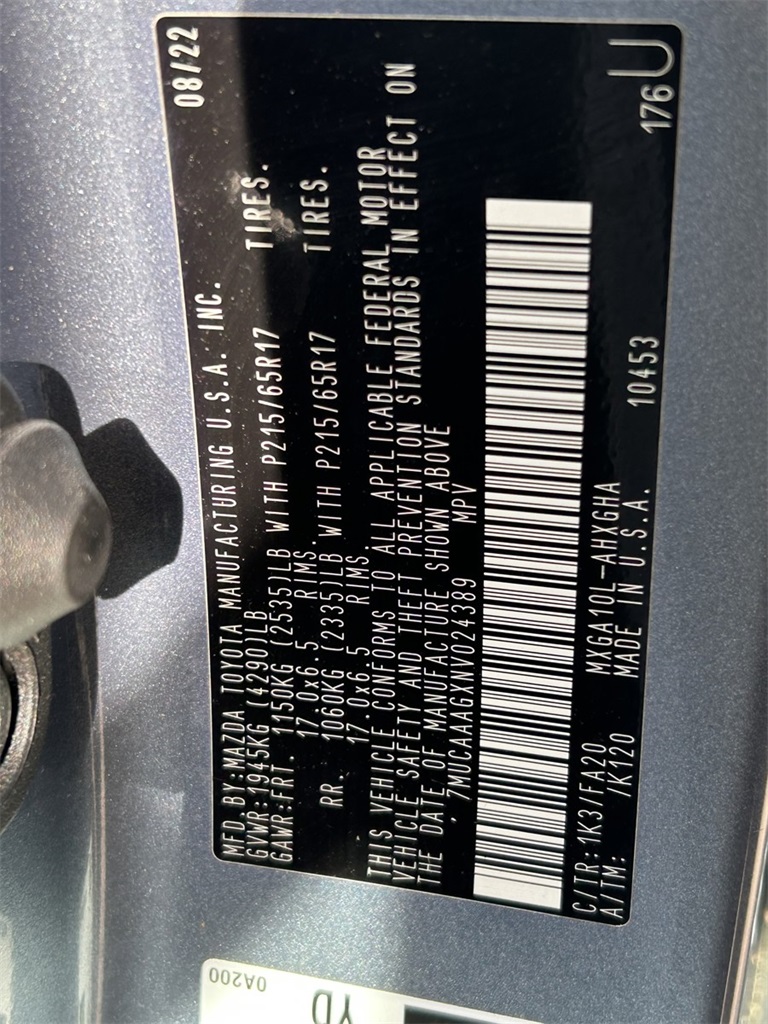 08/22
MFD.BY:MAZDA TOYOTA MANUFACTURING U.S.A. INC.
GVWR:1945KG (4290)LB
GAWR:FRT. 1150KG (2535)LB WITH P215/65R17 TIRES.
17.0x6.5 RIMS.
RR. 1060KG (2335)LB WITH P215/65R17 TIRES.
17.0x6.5 RIMS
THIS VEHICLE CONFORMS TO ALL APPLICABLE FEDERAL MOTOR
VEHICLE SAFETY AND THEFT PREVENTION STANDARDS IN EFFECT ON
THE DATE OF MANUFACTURE SHOWN ABOVE
7MUCAAAGXNV024389 MPV
C/TR:1K3/FA20 MXGA10L-AHXGHA
A/TM: /K120 MADE IN U.S.A. 10453
176 U
0A200
YD